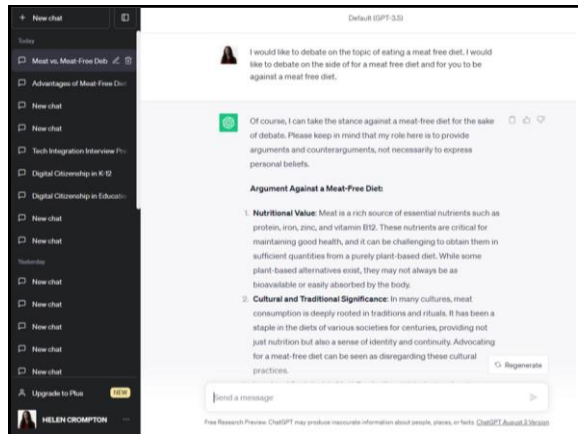 + New chat
Today
Meat vs. Meat-Free Deb
Advantages of Meat-Free Die
New chat
New chat
Tech Integration Interview Pr
Digital Citizenship in K-12
Digital Citizenship in Educatio
New chat
New chat
Yesterday
New chat
New chat
New chat
New chat
New chat
Upgrade to Plus NEW
HELEN CROMPTON ...
Default (GPT-3.5)
I would like to debate on the topic of eating a meat free diet. I would
like to debate on the side of for a meat free diet and for you to be
against a meat free diet.
Of course, I can take the stance against a meat-free diet for the sake
of debate. Please keep in mind that my role here is to provide
arguments and counterarguments, not necessarily to express
personal beliefs.
Argument Against a Meat-Free Diet:
1. Nutritional Value: Meat is a rich source of essential nutrients such as
protein, iron, zinc, and vitamin B12. These nutrients are critical for
maintaining good health, and it can be challenging to obtain them in
sufficient quantities from a purely plant-based diet. While some
plant-based alternatives exist, they may not always be as
bioavailable or easily absorbed by the body.
2. Cultural and Traditional Significance: In many cultures, meat
consumption is deeply rooted in traditions and rituals. It has been a
staple in the diets of various societies for centuries, providing not
just nutrition but also a sense of identity and continuity. Advocating
for a meat-free diet can be seen as disregarding these cultural
practices.
Regenerate
Send a message
Free Research Preview. ChatGPT may produce inaccurate information about people, places, or facts. ChatGPT August 3 Version